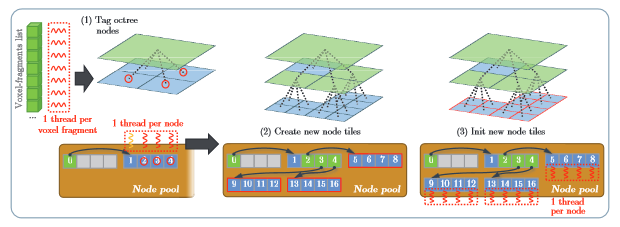 (1) Tag octree
nodes
Voxel-fragments list
...
1 thread per
voxel fragment
1 thread per node
0 1 2 3 4
Node pool
(2) Create new node tiles
0 1 2 3 4 5 6 7 8
9 10 11 12 13 14 15 16
Node pool
(3) Init new node tiles
0 1 2 3 4 5 6 7 8
9 10 11 12 13 14 15 16
Node pool
1 thread
per node